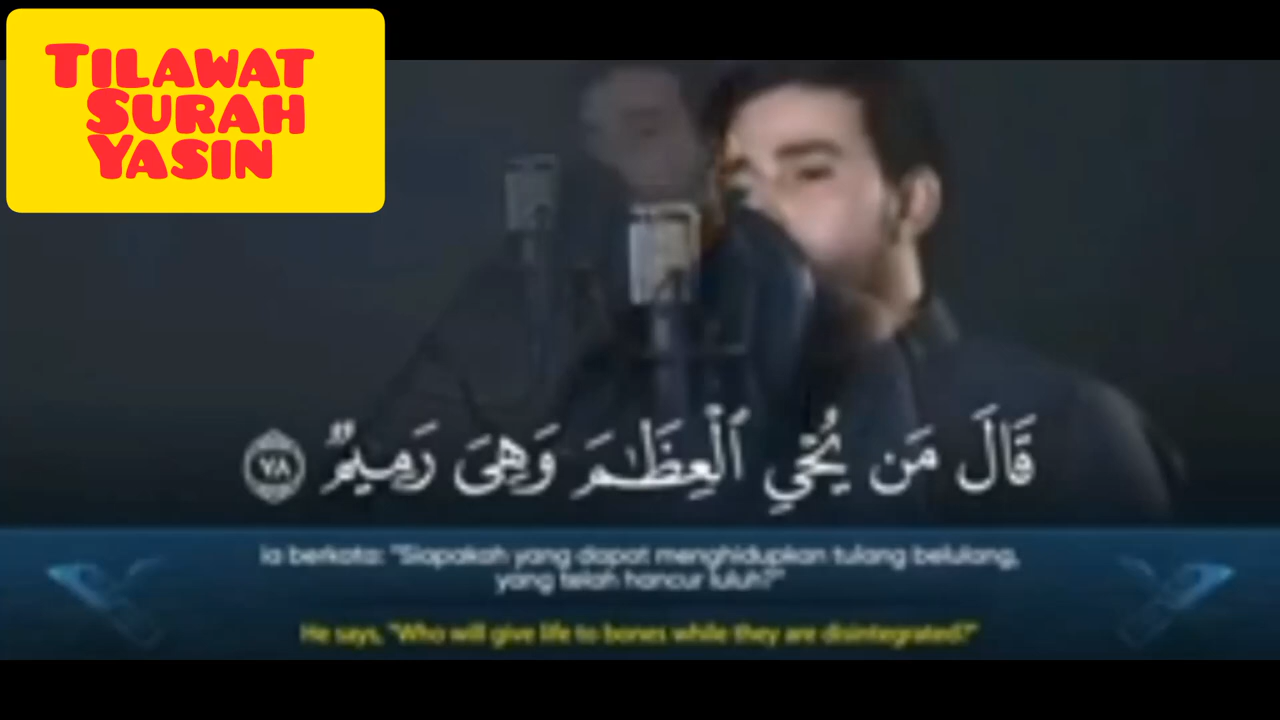 TILAWAT
SURAH
YASIN
قَالَ مَن يُحْيِ ٱلْعِظَـٰمَ وَهِىَ رَمِيمٌ ٧٨
Ia berkata: "Siapakah yang dapat menghidupkan tulang belulang,
yang telah hancur luluh?"
He says, "Who will give life to bones while they are disintegrated?"